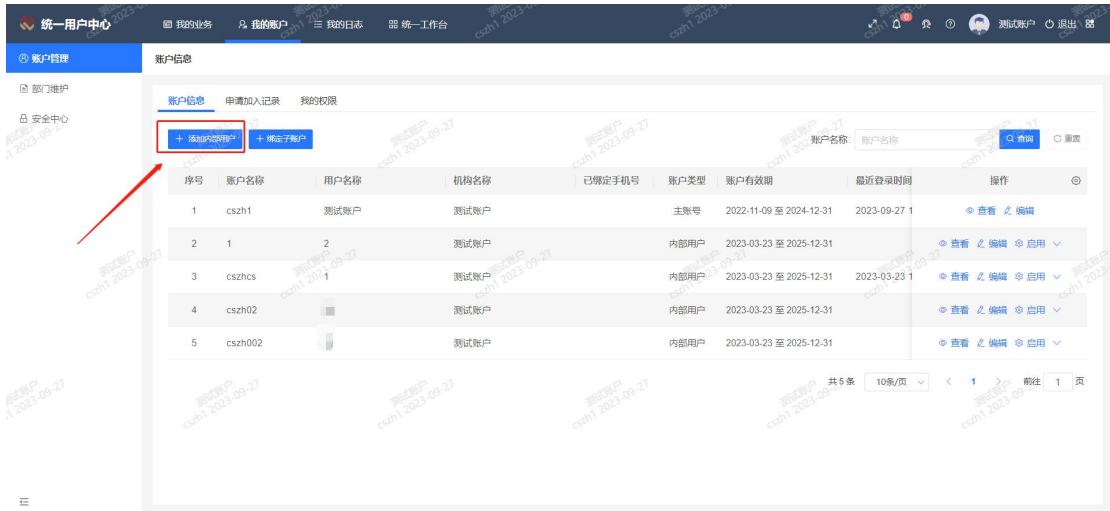 统一用户中心 我的业务 我的账户 我的日志 统一工作台 0 测试账户 退出
账户管理 账户信息
部门维护
安全中心
账户信息 申请加入记录 我的权限
+ 添加内部用户 + 绑定子账户 账户名称: 账户名称 查询 重置
序号 账户名称 用户名称 机构名称 已绑定手机号 账户类型 账户有效期 最近登录时间 操作
1 cszh1 测试账户 测试账户 主账号 2022-11-09 至 2024-12-31 2023-09-27 1 查看 编辑
2 1 2 测试账户 内部用户 2023-03-23 至 2025-12-31 查看 编辑 启用
3 cszhcs 1 测试账户 内部用户 2023-03-23 至 2025-12-31 2023-03-23 1 查看 编辑 启用
4 cszh02 测试账户 内部用户 2023-03-23 至 2025-12-31 查看 编辑 启用
5 cszh002 测试账户 内部用户 2023-03-23 至 2025-12-31 查看 编辑 启用
共 5 条 10条/页 1 前往 1 页
测试账户
cszh1 2023-09-27